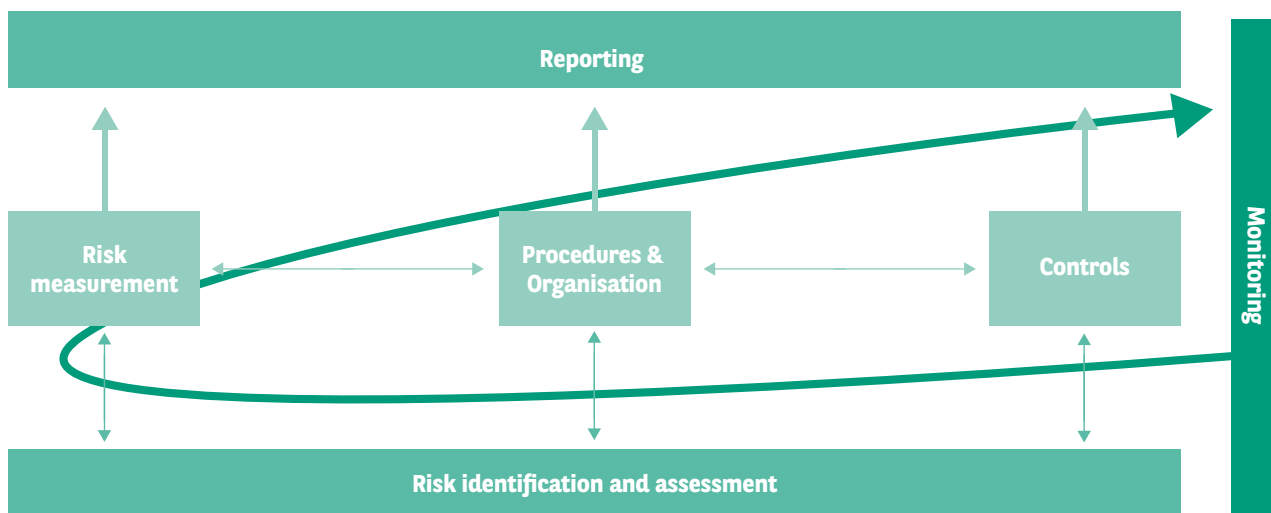 Reporting
Risk
measurement
Procedures &
Organisation
Controls
Monitoring
Risk identification and assessment